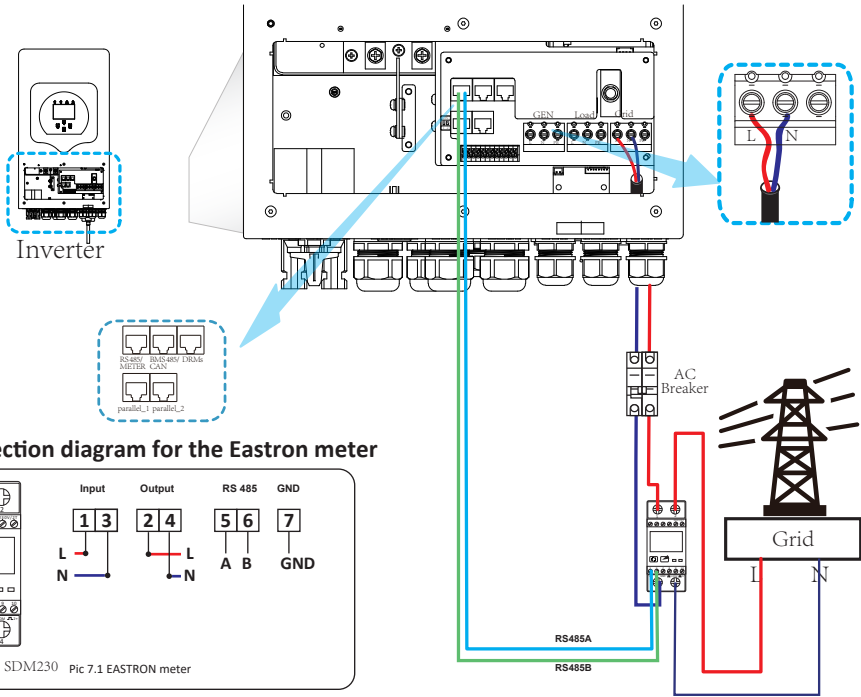 GEN Load Grid
L N
Inverter
RS485/ BMS485/ DRMs
METER CAN
parallel_1 parallel_2
AC
Breaker
ection diagram for the Eastron meter
Input Output RS 485 GND
1 3 2 4 5 6 7
L L A B GND
N N
SDM230 Pic 7.1 EASTRON meter
Grid
L N
RS485A
RS485B